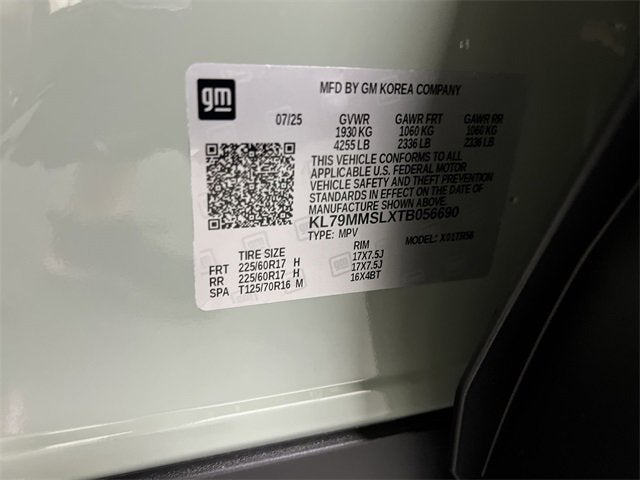 gm
MFD BY GM KOREA COMPANY
07/25 GVWR GAWR FRT GAWR RR
1930 KG 1060 KG 1060 KG
4255 LB 2336 LB 2336 LB
THIS VEHICLE CONFORMS TO ALL
APPLICABLE U.S. FEDERAL MOTOR
VEHICLE SAFETY AND THEFT PREVENTION
STANDARDS IN EFFECT ON THE DATE OF
MANUFACTURE SHOWN ABOVE.
KL79MMSLXTB056690
TYPE: MPV MODEL:
TIRE SIZE RIM
FRT 225/60R17 H 17X7.5J
RR 225/60R17 H 17X7.5J
SPA T125/70R16 M 16X4BT